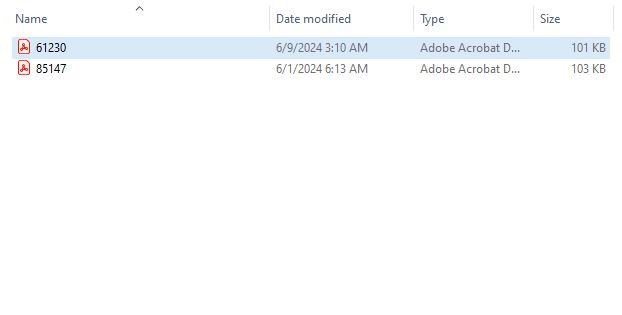 Name Date modified Type Size
61230 6/9/2024 3:10 AM Adobe Acrobat D... 101 KB
85147 6/1/2024 6:13 AM Adobe Acrobat D... 103 KB